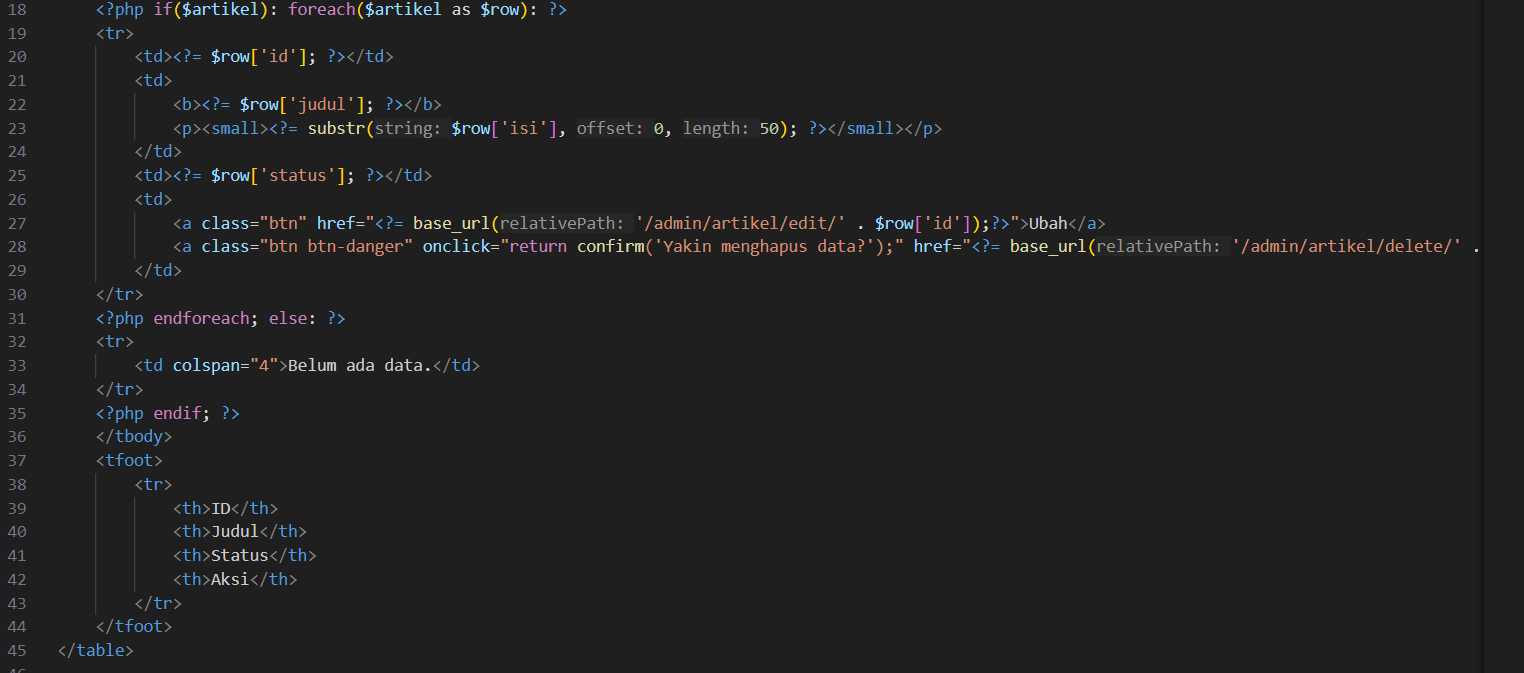 18 <?php if($artikel): foreach($artikel as $row): ?>
19 <tr>
20 <td><?= $row['id']; ?></td>
21 <td>
22 <b><?= $row['judul']; ?></b>
23 <p><small><?= substr(string: $row['isi'], offset: 0, length: 50); ?></small></p>
24 </td>
25 <td><?= $row['status']; ?></td>
26 <td>
27 <a class="btn" href="<?= base_url(relativePath: '/admin/artikel/edit/' . $row['id']);?>">Ubah</a>
28 <a class="btn btn-danger" onclick="return confirm('Yakin menghapus data?');" href="<?= base_url(relativePath: '/admin/artikel/delete/' .
29 </td>
30 </tr>
31 <?php endforeach; else: ?>
32 <tr>
33 <td colspan="4">Belum ada data.</td>
34 </tr>
35 <?php endif; ?>
36 </tbody>
37 <tfoot>
38 <tr>
39 <th>ID</th>
40 <th>Judul</th>
41 <th>Status</th>
42 <th>Aksi</th>
43 </tr>
44 </tfoot>
45 </table>